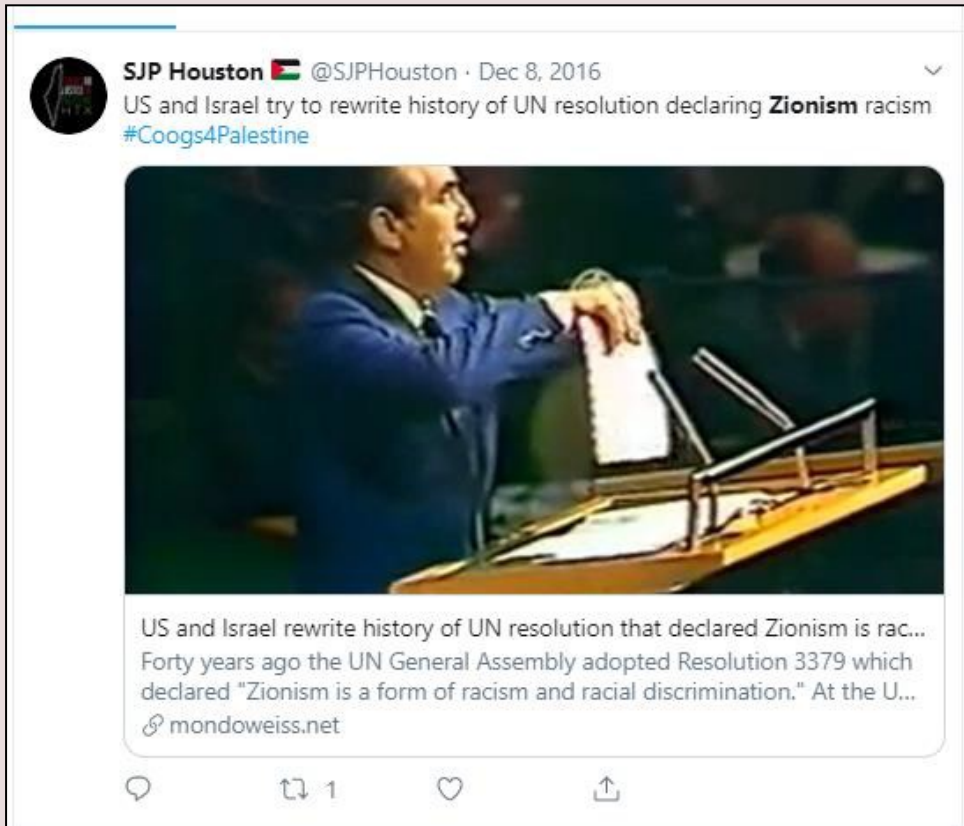 SJP Houston 🇵🇸 @SJPHouston · Dec 8, 2016
US and Israel try to rewrite history of UN resolution declaring Zionism racism
#Coogs4Palestine
US and Israel rewrite history of UN resolution that declared Zionism is rac...
Forty years ago the UN General Assembly adopted Resolution 3379 which
declared "Zionism is a form of racism and racial discrimination." At the U...
mondoweiss.net
1